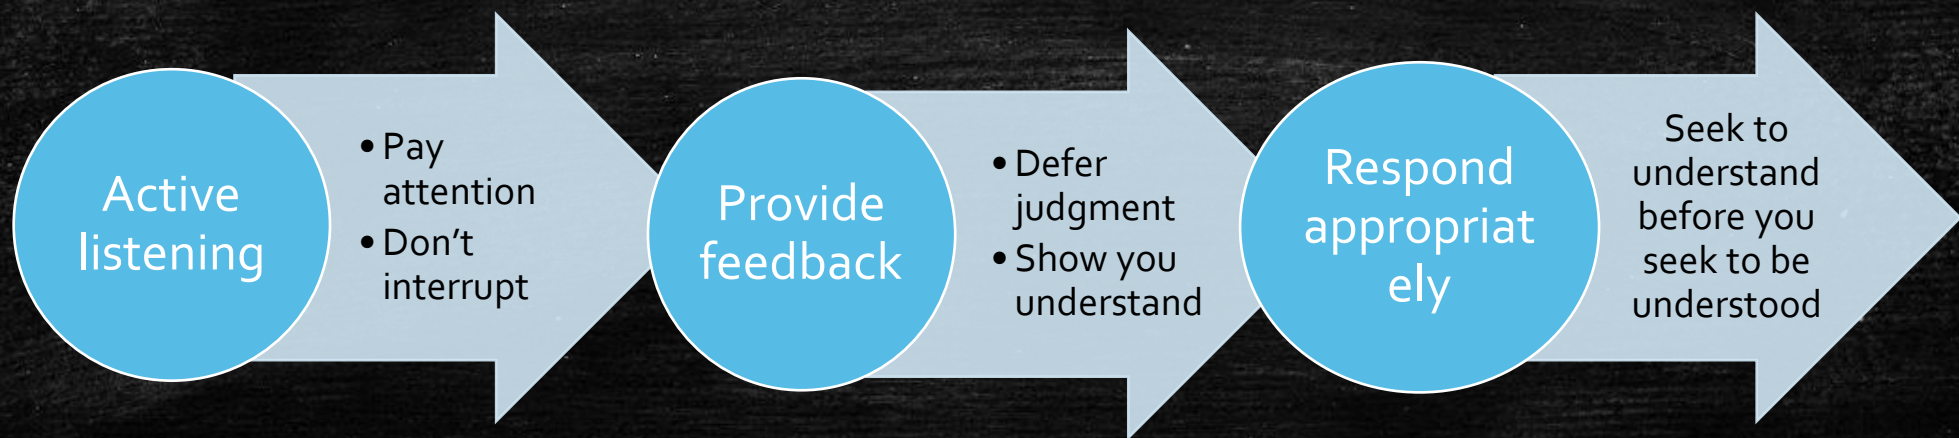 Active
listening
• Pay
attention
• Don’t
interrupt
Provide
feedback
• Defer
judgment
• Show you
understand
Respond
appropriat
ely
Seek to
understand
before you
seek to be
understood